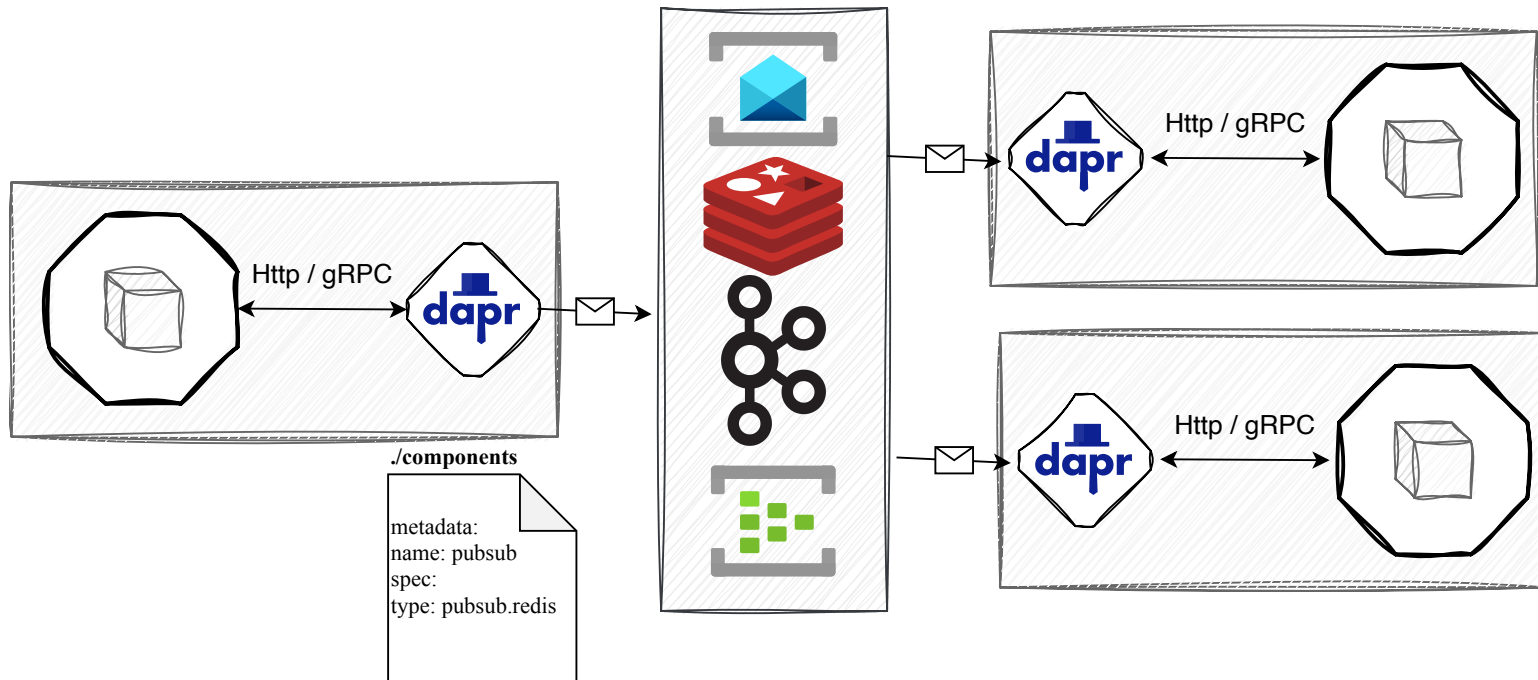 Http / gRPC
dapr
./components
metadata:
name: pubsub
spec:
type: pubsub.redis
dapr
Http / gRPC
dapr
Http / gRPC